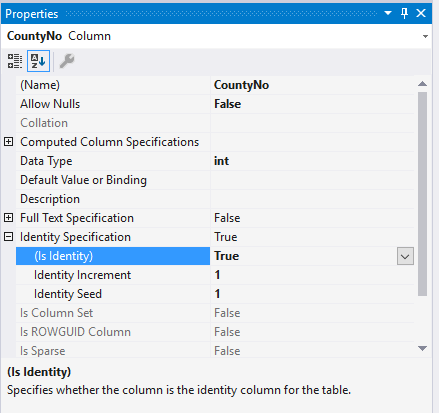 Properties
CountyNo Column
(Name) CountyNo
Allow Nulls False
Collation
Computed Column Specifications
Data Type int
Default Value or Binding
Description
Full Text Specification False
Identity Specification True
(Is Identity) True
Identity Increment 1
Identity Seed 1
Is Column Set False
Is ROWGUID Column False
Is Sparse False
(Is Identity)
Specifies whether the column is the identity column for the table.